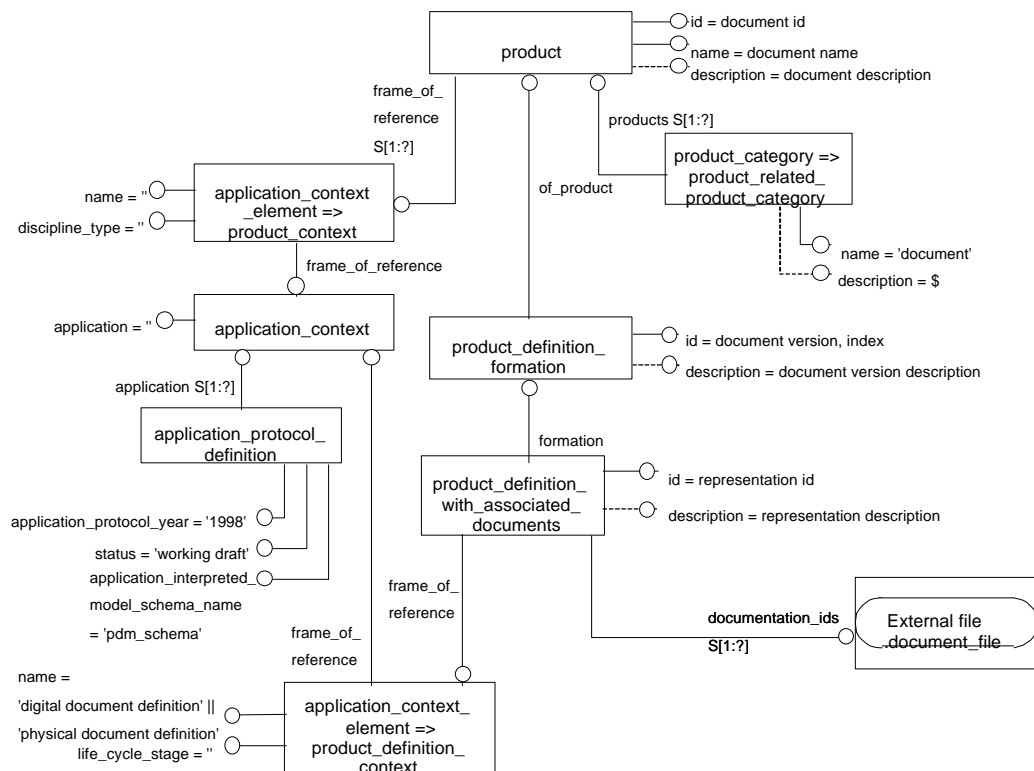 id = document id
product
name = document name
description = document description
frame_of_
reference
S[1:?]
products S[1:?]
product_category =>
product_related_
product_category
name = ''
application_context
_element =>
product_context
discipline_type = ''
of_product
name = 'document'
description = $
frame_of_reference
application = ''
application_context
product_definition_
formation
id = document version, index
description = document version description
application S[1:?]
application_protocol_
definition
formation
product_definition_
with_associated_
documents
id = representation id
description = representation description
application_protocol_year = '1998'
status = 'working draft'
application_interpreted_
model_schema_name
= 'pdm_schema'
frame_of_
reference
frame_of_
reference
documentation_ids
S[1:?]
External file
.document_file
name =
'digital document definition' ||
'physical document definition'
life_cycle_stage = ''
application_context_
element =>
product_definition_
context